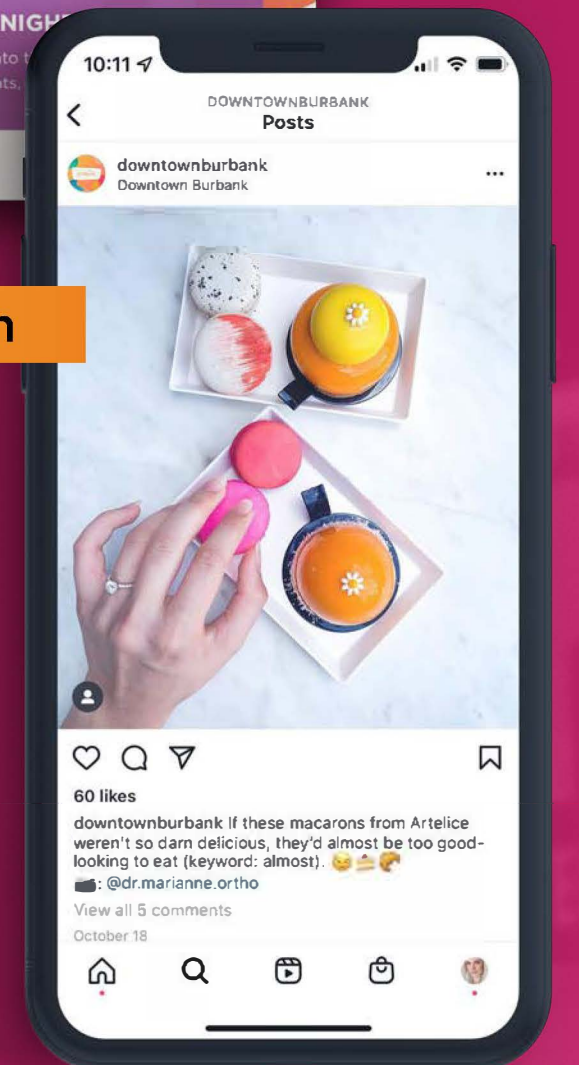 10:11
DOWNTOWNBURBANK
Posts
downtownburbank
Downtown Burbank
60 likes
downtownburbank If these macarons from Artelice
weren't so darn delicious, they'd almost be too good-
looking to eat (keyword: almost). 😉🍰🥐
📷: @dr.marianne.ortho
View all 5 comments
October 18